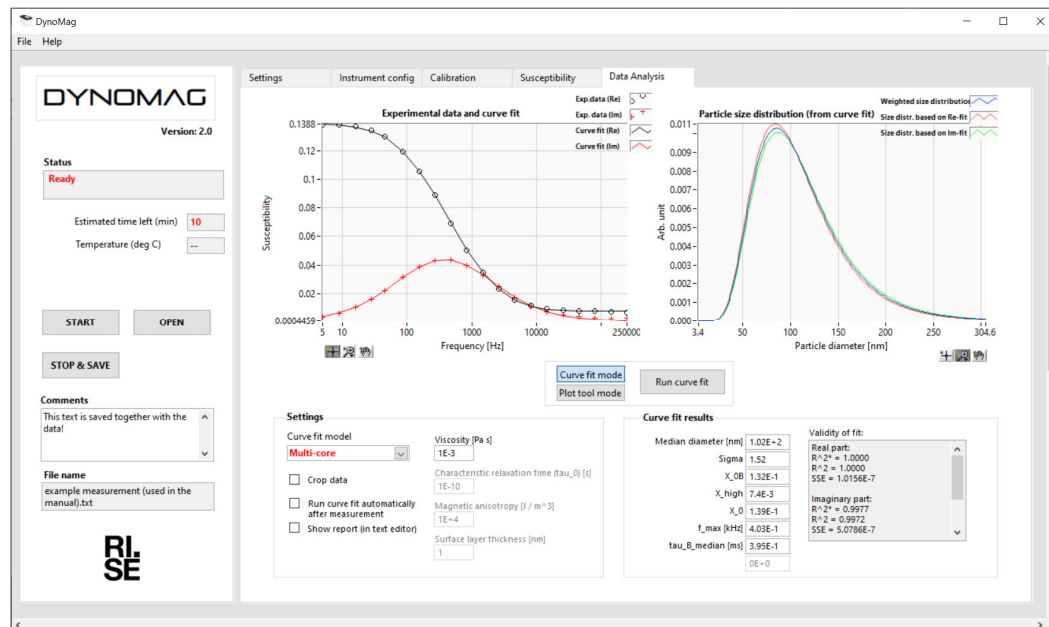 DynoMag
File Help
DYNOMAG
Version: 2.0
Status
Ready
Estimated time left (min) 10
Temperature (deg C) --
START OPEN
STOP & SAVE
Comments
This text is saved together with the
data!
File name
example measurement (used in the
manual).txt
RI.
SE
Settings Instrument config Calibration Susceptibility Data Analysis
Experimental data and curve fit
Exp.data (Re)
Exp. data (Im)
Curve fit (Re)
Curve fit (Im)
Susceptibility
0.1388
0.12
0.1
0.08
0.06
0.04
0.02
0.0004459
5 10 100 1000 10000 250000
Frequency [Hz]
Particle size distribution (from curve fit)
Weighted size distribution
Size distr. based on Re-fit
Size distr. based on Im-fit
Arb. unit
0.011
0.009
0.008
0.007
0.006
0.005
0.004
0.003
0.002
0.001
0.000
3.4 50 100 150 200 250 304.6
Particle diameter [nm]
Curve fit mode
Plot tool mode
Run curve fit
Settings
Curve fit model
Multi-core
Crop data
Run curve fit automatically
after measurement
Show report (in text editor)
Viscosity [Pa s]
1E-3
Characteristic relaxation time (tau_0) [s]
1E-10
Magnetic anisotropy [J / m^3]
1E+4
Surface layer thickness [nm]
1
Curve fit results
Median diameter [nm] 1.02E+2
Sigma 1.52
X_0B 1.32E-1
X_high 7.4E-3
X_0 1.39E-1
f_max [kHz] 4.03E-1
tau_B_median [ms] 3.95E-1
0E+0
Validity of fit:
Real part:
R^2* = 1.0000
R^2 = 1.0000
SSE = 1.0156E-7
Imaginary part:
R^2* = 0.9977
R^2 = 0.9972
SSE = 5.0786E-7